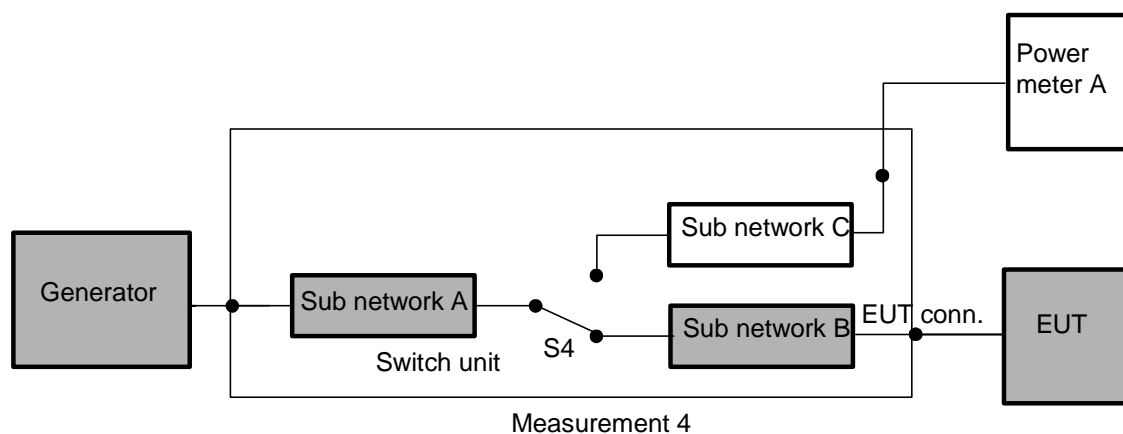 Power
meter A
Sub network C
Generator
Sub network A
Sub network B
EUT conn.
EUT
S4
Switch unit
Measurement 4